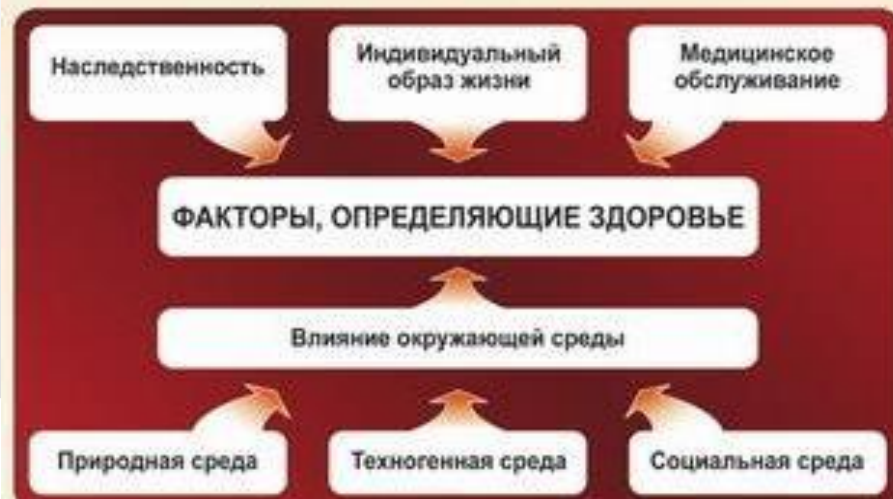 Наследственность
Индивидуальный
образ жизни
Медицинское
обслуживание
ФАКТОРЫ, ОПРЕДЕЛЯЮЩИЕ ЗДОРОВЬЕ
Влияние окружающей среды
Природная среда
Техногенная среда
Социальная среда